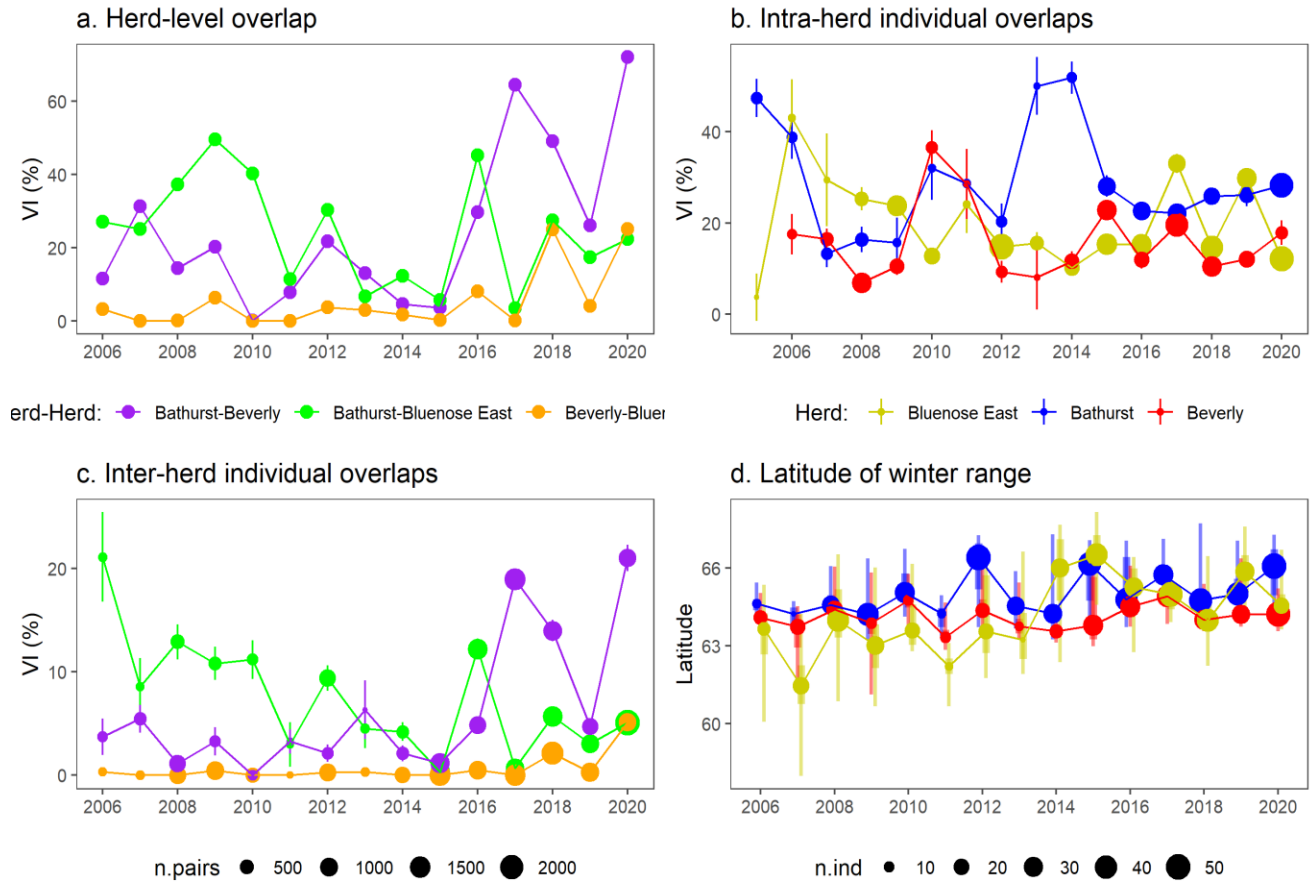 a. Herd-level overlap
VI (%)
60
40
20
0
2006 2008 2010 2012 2014 2016 2018 2020
erd-Herd: Bathurst-Beverly Bathurst-Bluenose East Beverly-Bluer
b. Intra-herd individual overlaps
VI (%)
40
20
0
2006 2008 2010 2012 2014 2016 2018 2020
Herd: Bluenose East Bathurst Beverly
c. Inter-herd individual overlaps
VI (%)
20
10
0
2006 2008 2010 2012 2014 2016 2018 2020
n.pairs 500 1000 1500 2000
d. Latitude of winter range
Latitude
66
63
60
2006 2008 2010 2012 2014 2016 2018 2020
n.ind 10 20 30 40 50